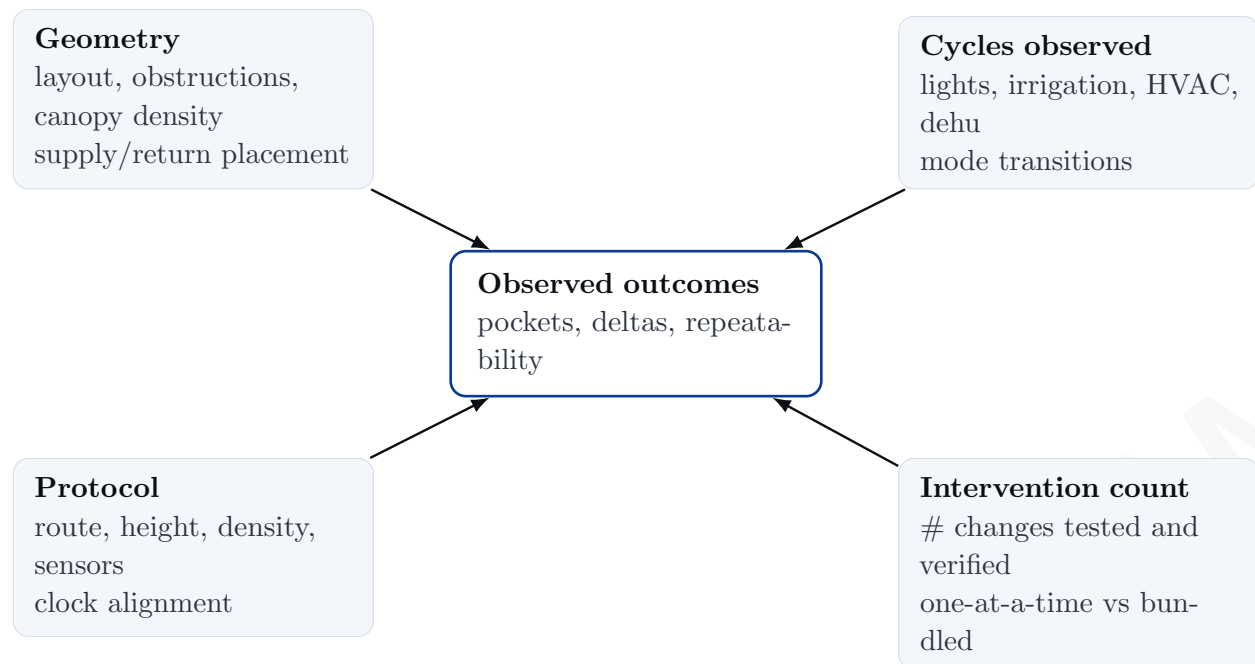 Geometry
layout, obstructions,
canopy density
supply/return placement
Cycles observed
lights, irrigation, HVAC,
dehu
mode transitions
Observed outcomes
pockets, deltas, repeata-
bility
Protocol
route, height, density,
sensors
clock alignment
Intervention count
# changes tested and
verified
one-at-a-time vs bun-
dled